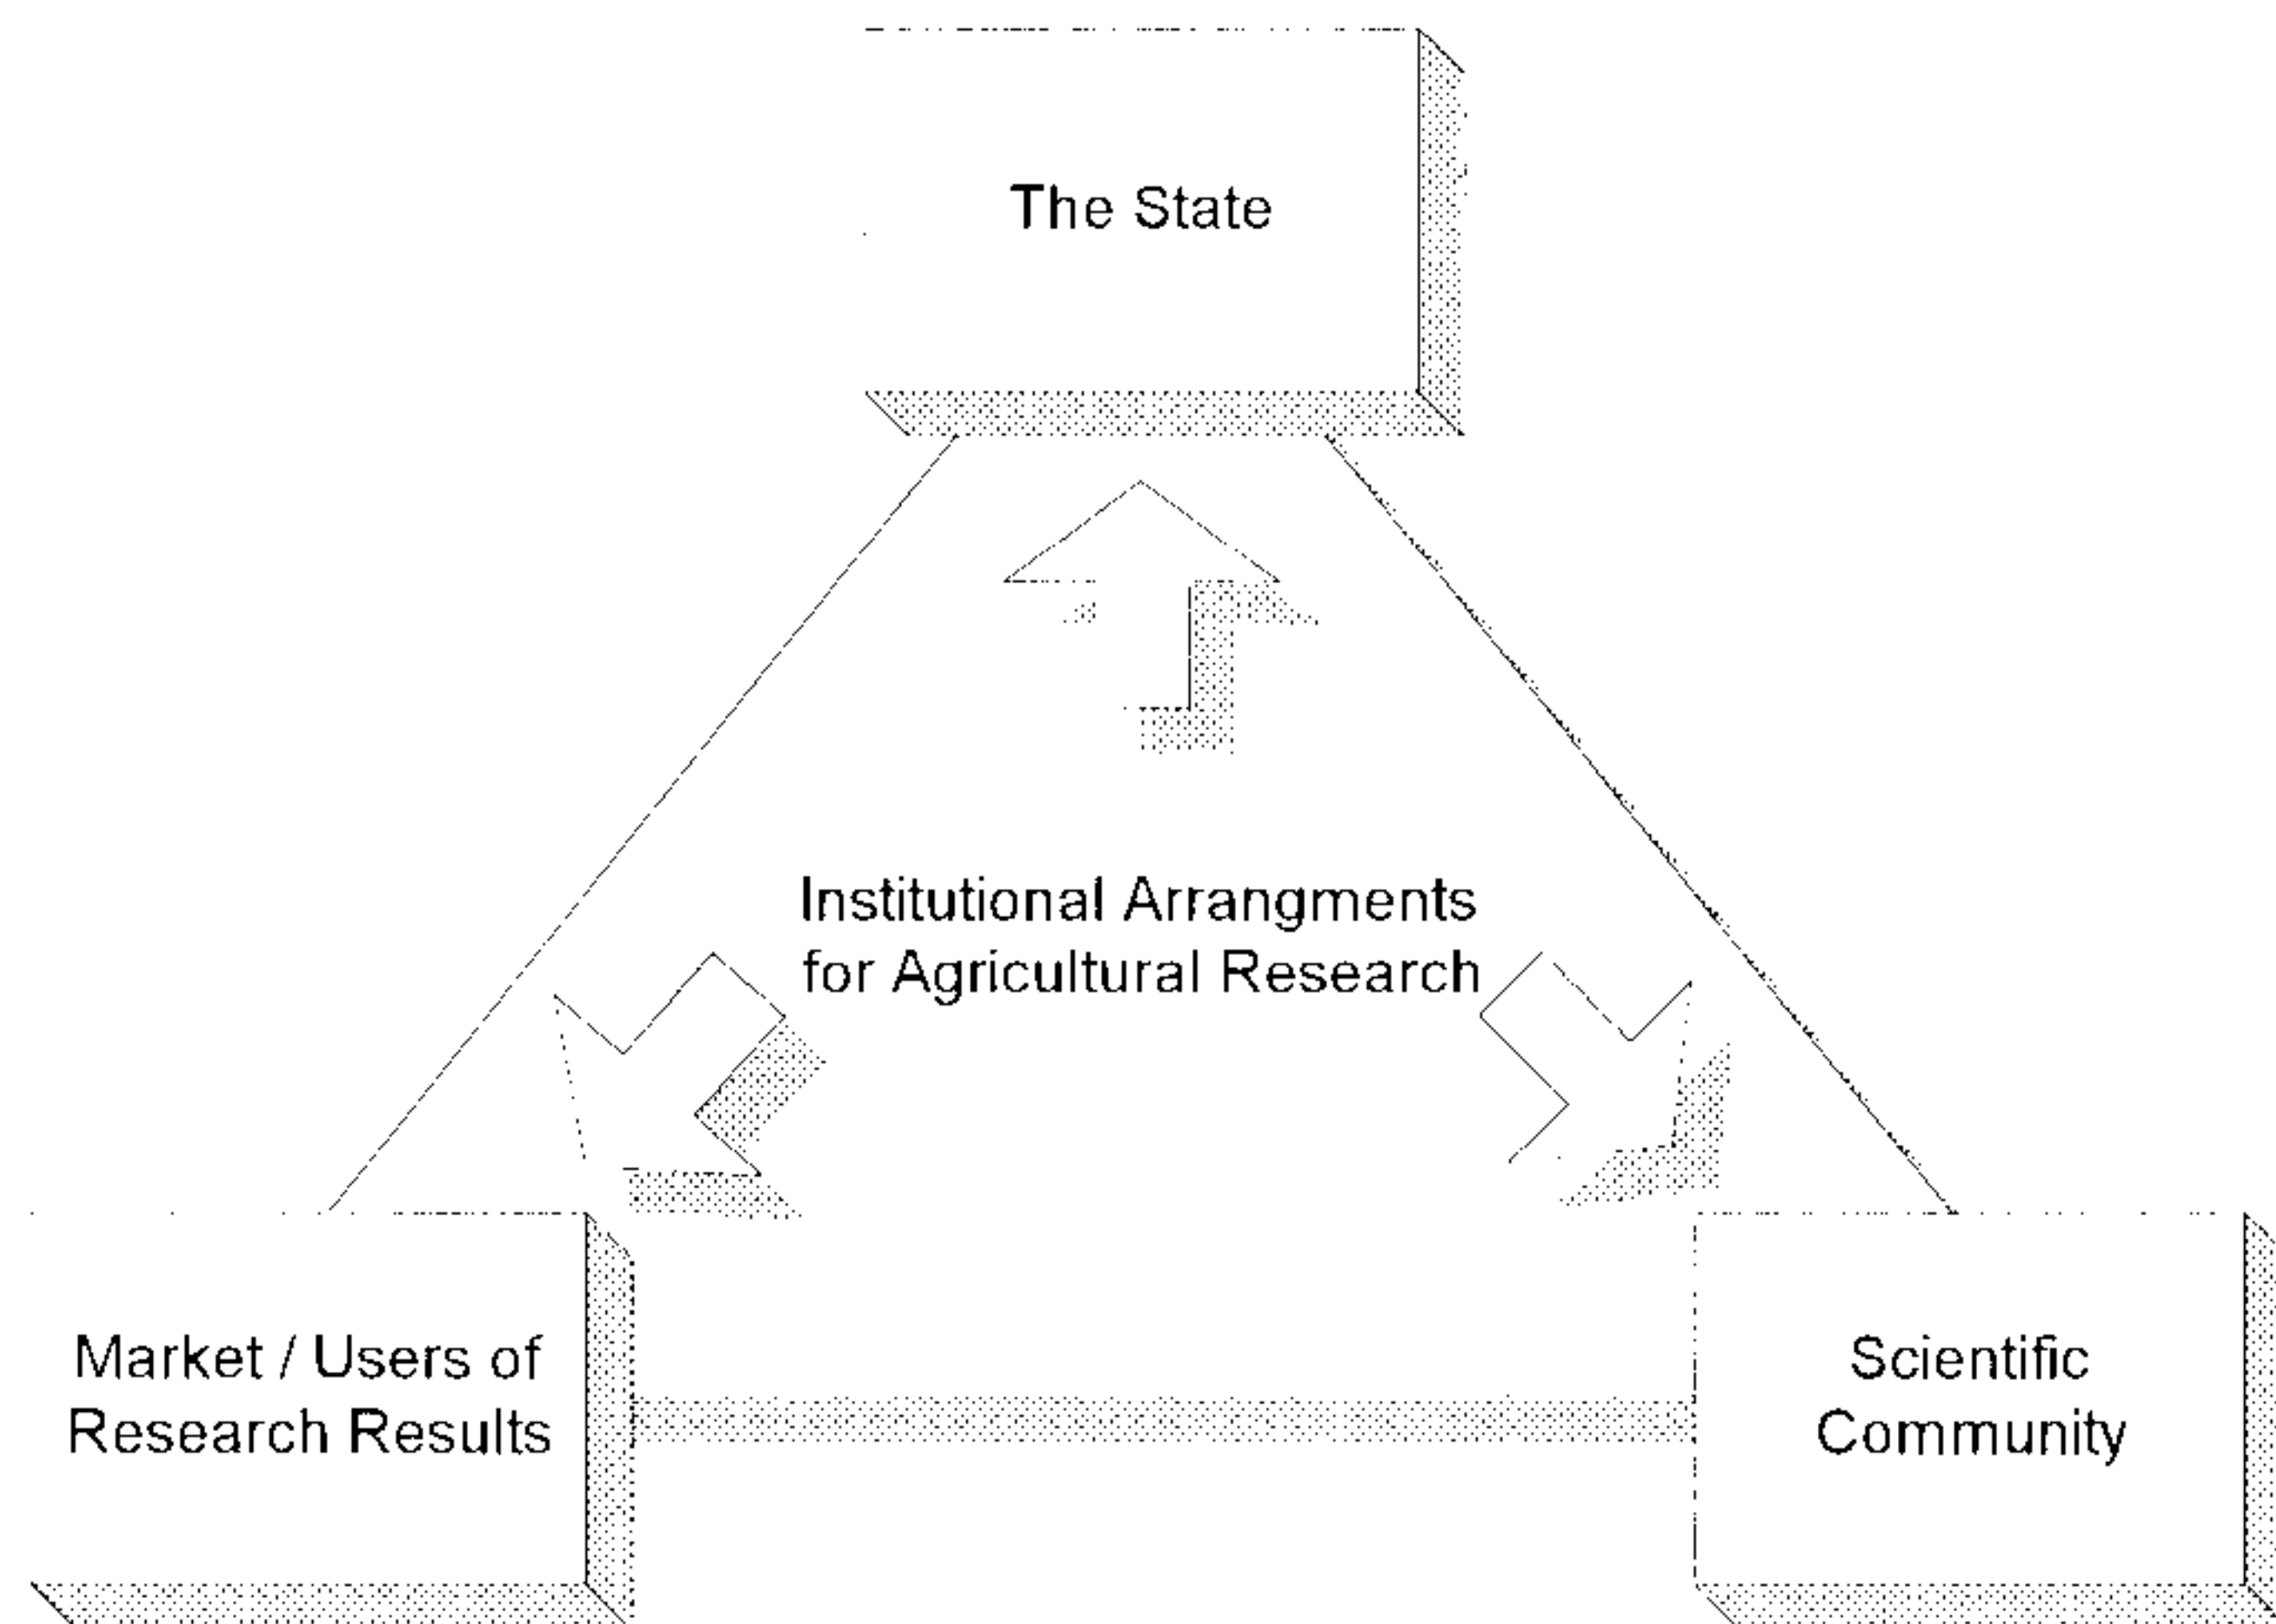 The State
Institutional Arrangments
for Agricultural Research
Market / Users of
Research Results
Scientific
Community